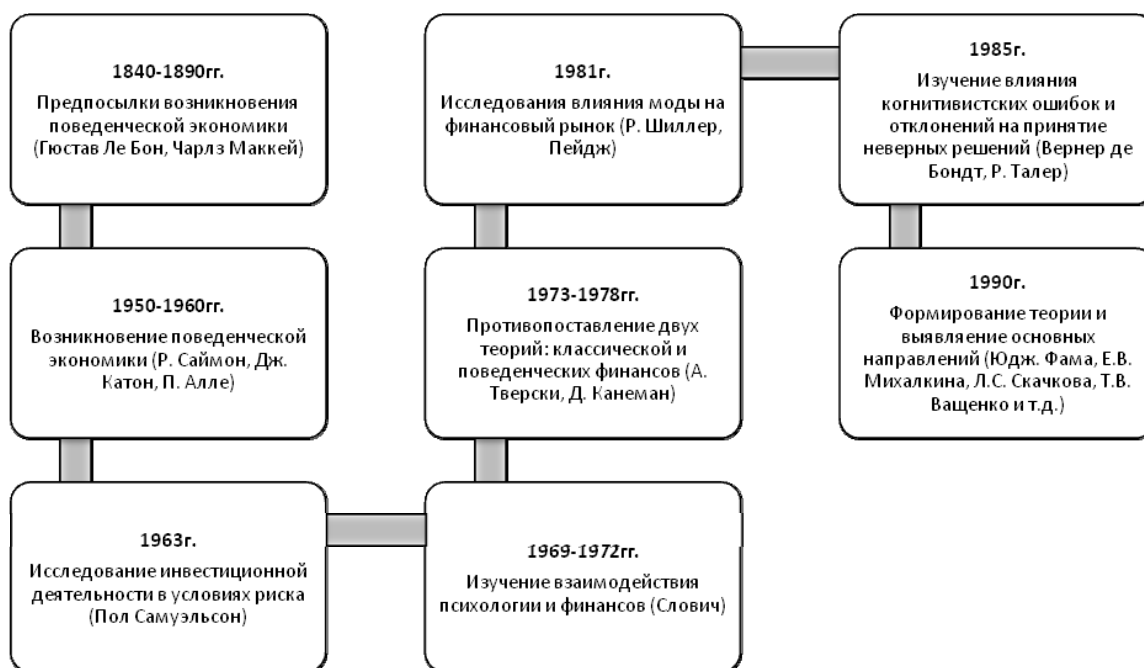 1840-1890гг.
Предпосылки возникновения
поведенческой экономики
(Гюстав Ле Бон, Чарлз Маккей)
1950-1960гг.
Возникновение поведенческой
экономики (Р. Саймон, Дж.
Катон, П. Алле)
1963г.
Исследование инвестиционной
деятельности в условиях риска
(Пол Самуэльсон)
1969-1972гг.
Изучение взаимодействия
психологии и финансов (Слович)
1973-1978гг.
Противопоставление двух
теорий: классической и
поведенческих финансов (А.
Тверски, Д. Канеман)
1981г.
Исследования влияния моды на
финансовый рынок (Р. Шиллер,
Пейдж)
1985г.
Изучение влияния
когнитивистских ошибок и
отклонений на принятие
неверных решений (Вернер де
Бондт, Р. Талер)
1990г.
Формирование теории и
выявление основных
направлений (Юдж. Фама, Е.В.
Михалкина, Л.С. Скачкова, Т.В.
Ващенко и т.д.)